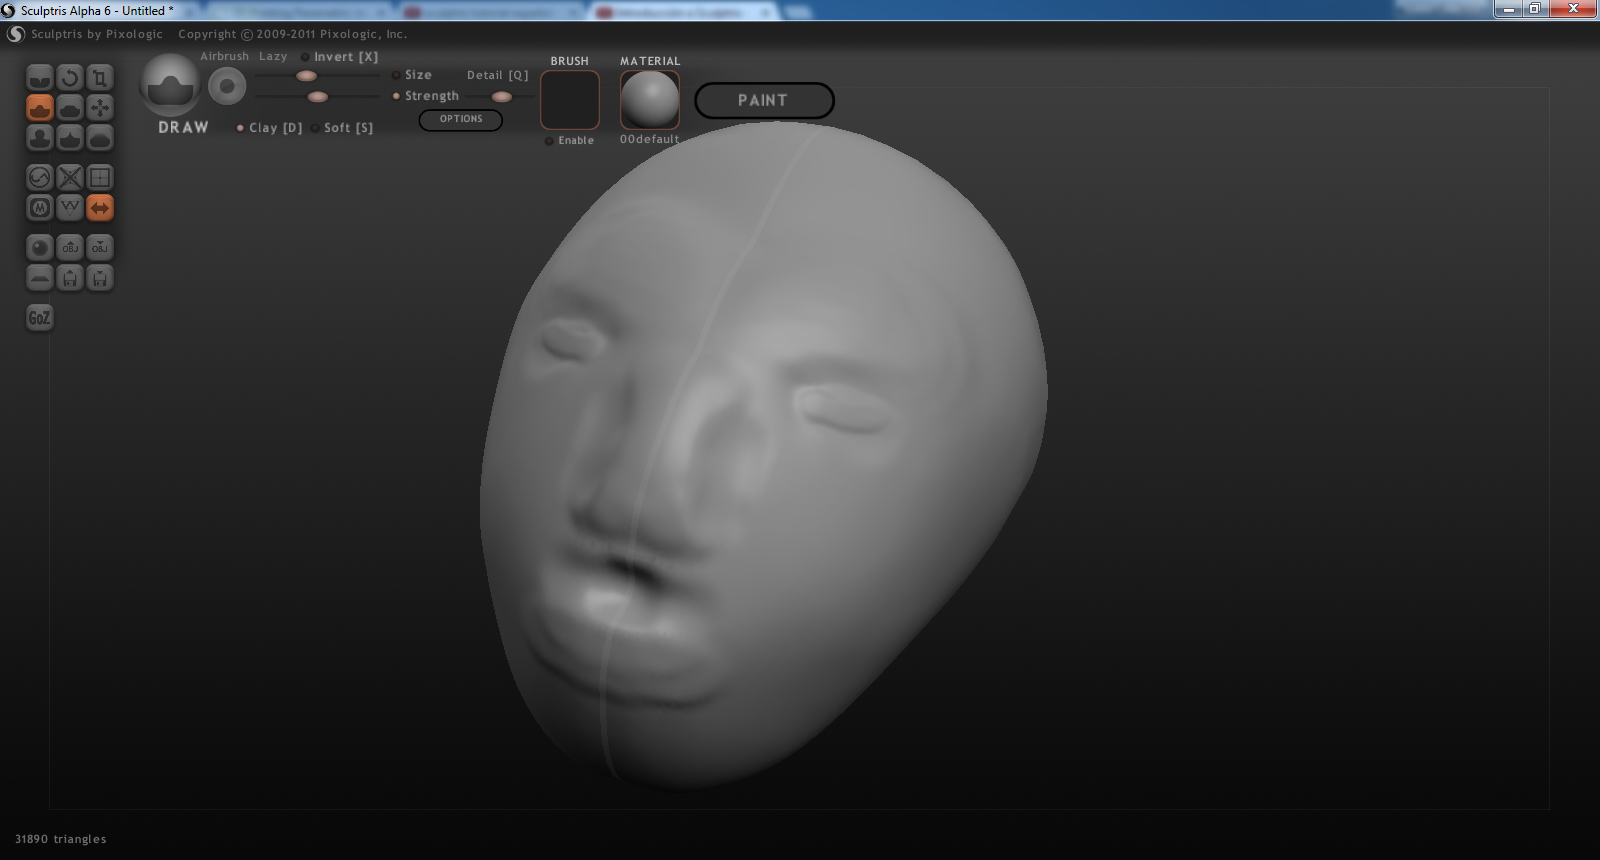 Sculptris Alpha 6 - Untitled *
Sculptris by Pixologic Copyright © 2009-2011 Pixologic, Inc.
Airbrush Lazy Invert [X]
Size Detail [Q]
Strength
OPTIONS
DRAW Clay [D] Soft [S]
BRUSH
Enable
MATERIAL
00default
PAINT
OBJ OBJ
GoZ
31890 triangles